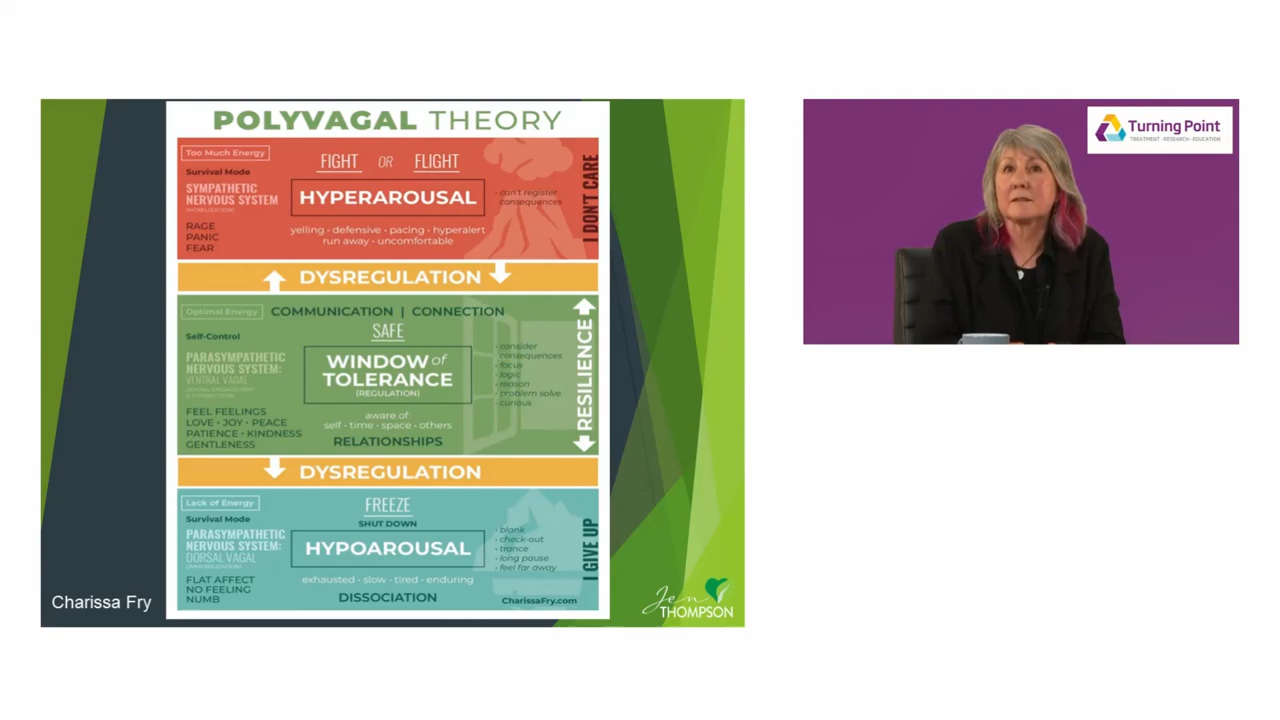 POLYVAGAL THEORY
Too Much Energy
Survival Mode
SYMPATHETIC
NERVOUS SYSTEM
(MOBILIZATION)
RAGE
PANIC
FEAR
FIGHT OR FLIGHT
HYPERAROUSAL
yelling • defensive • pacing • hyperalert
run away • uncomfortable
• can't register
consequences
I DON'T CARE
DYSREGULATION
Optimal Energy
COMMUNICATION | CONNECTION
Self-Control
PARASYMPATHETIC
NERVOUS SYSTEM:
VENTRAL VAGAL
FEEL FEELINGS
LOVE • JOY • PEACE
PATIENCE • KINDNESS
GENTLENESS
SAFE
WINDOW of
TOLERANCE
(REGULATION)
aware of:
self • time • space • others
RELATIONSHIPS
• consider
consequences
• focus
• logic
• reason
• problem solve
• curious
RESILIENCE
DYSREGULATION
Lack of Energy
Survival Mode
PARASYMPATHETIC
NERVOUS SYSTEM:
DORSAL VAGAL
(IMMOBILIZATION)
FLAT AFFECT
NO FEELING
NUMB
FREEZE
SHUT DOWN
HYPOAROUSAL
exhausted • slow • tired • enduring
DISSOCIATION
• blank
• check-out
• trance
• long pause
• feel far away
I GIVE UP
CharissaFry.com
Charissa Fry
Jen
THOMPSON
Turning Point
TREATMENT • RESEARCH • EDUCATION